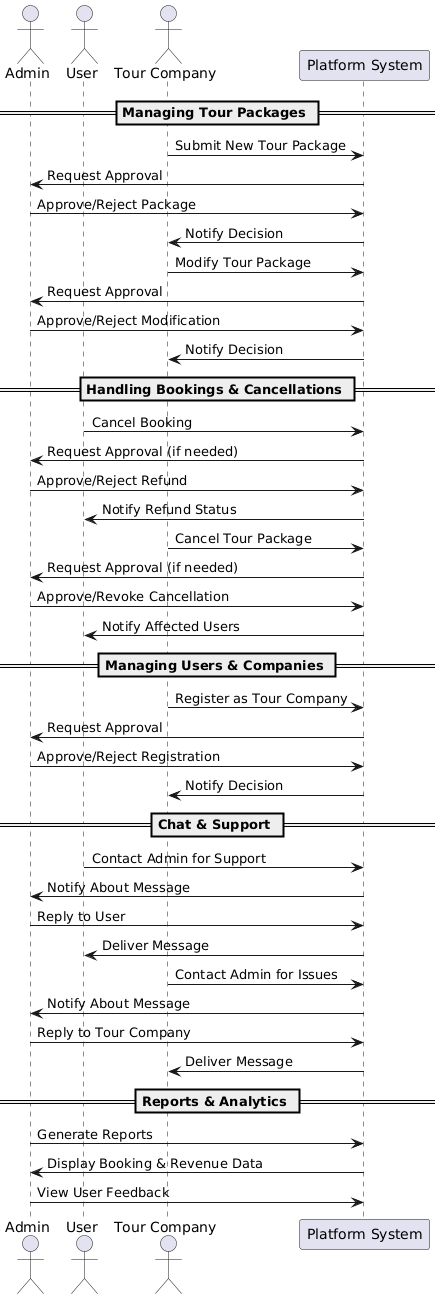 Admin User Tour Company Platform System
Managing Tour Packages
Submit New Tour Package
Request Approval
Approve/Reject Package
Notify Decision
Modify Tour Package
Request Approval
Approve/Reject Modification
Notify Decision
Handling Bookings & Cancellations
Cancel Booking
Request Approval (if needed)
Approve/Reject Refund
Notify Refund Status
Cancel Tour Package
Request Approval (if needed)
Approve/Revoke Cancellation
Notify Affected Users
Managing Users & Companies
Register as Tour Company
Request Approval
Approve/Reject Registration
Notify Decision
Chat & Support
Contact Admin for Support
Notify About Message
Reply to User
Deliver Message
Contact Admin for Issues
Notify About Message
Reply to Tour Company
Deliver Message
Reports & Analytics
Generate Reports
Display Booking & Revenue Data
View User Feedback
Admin User Tour Company Platform System